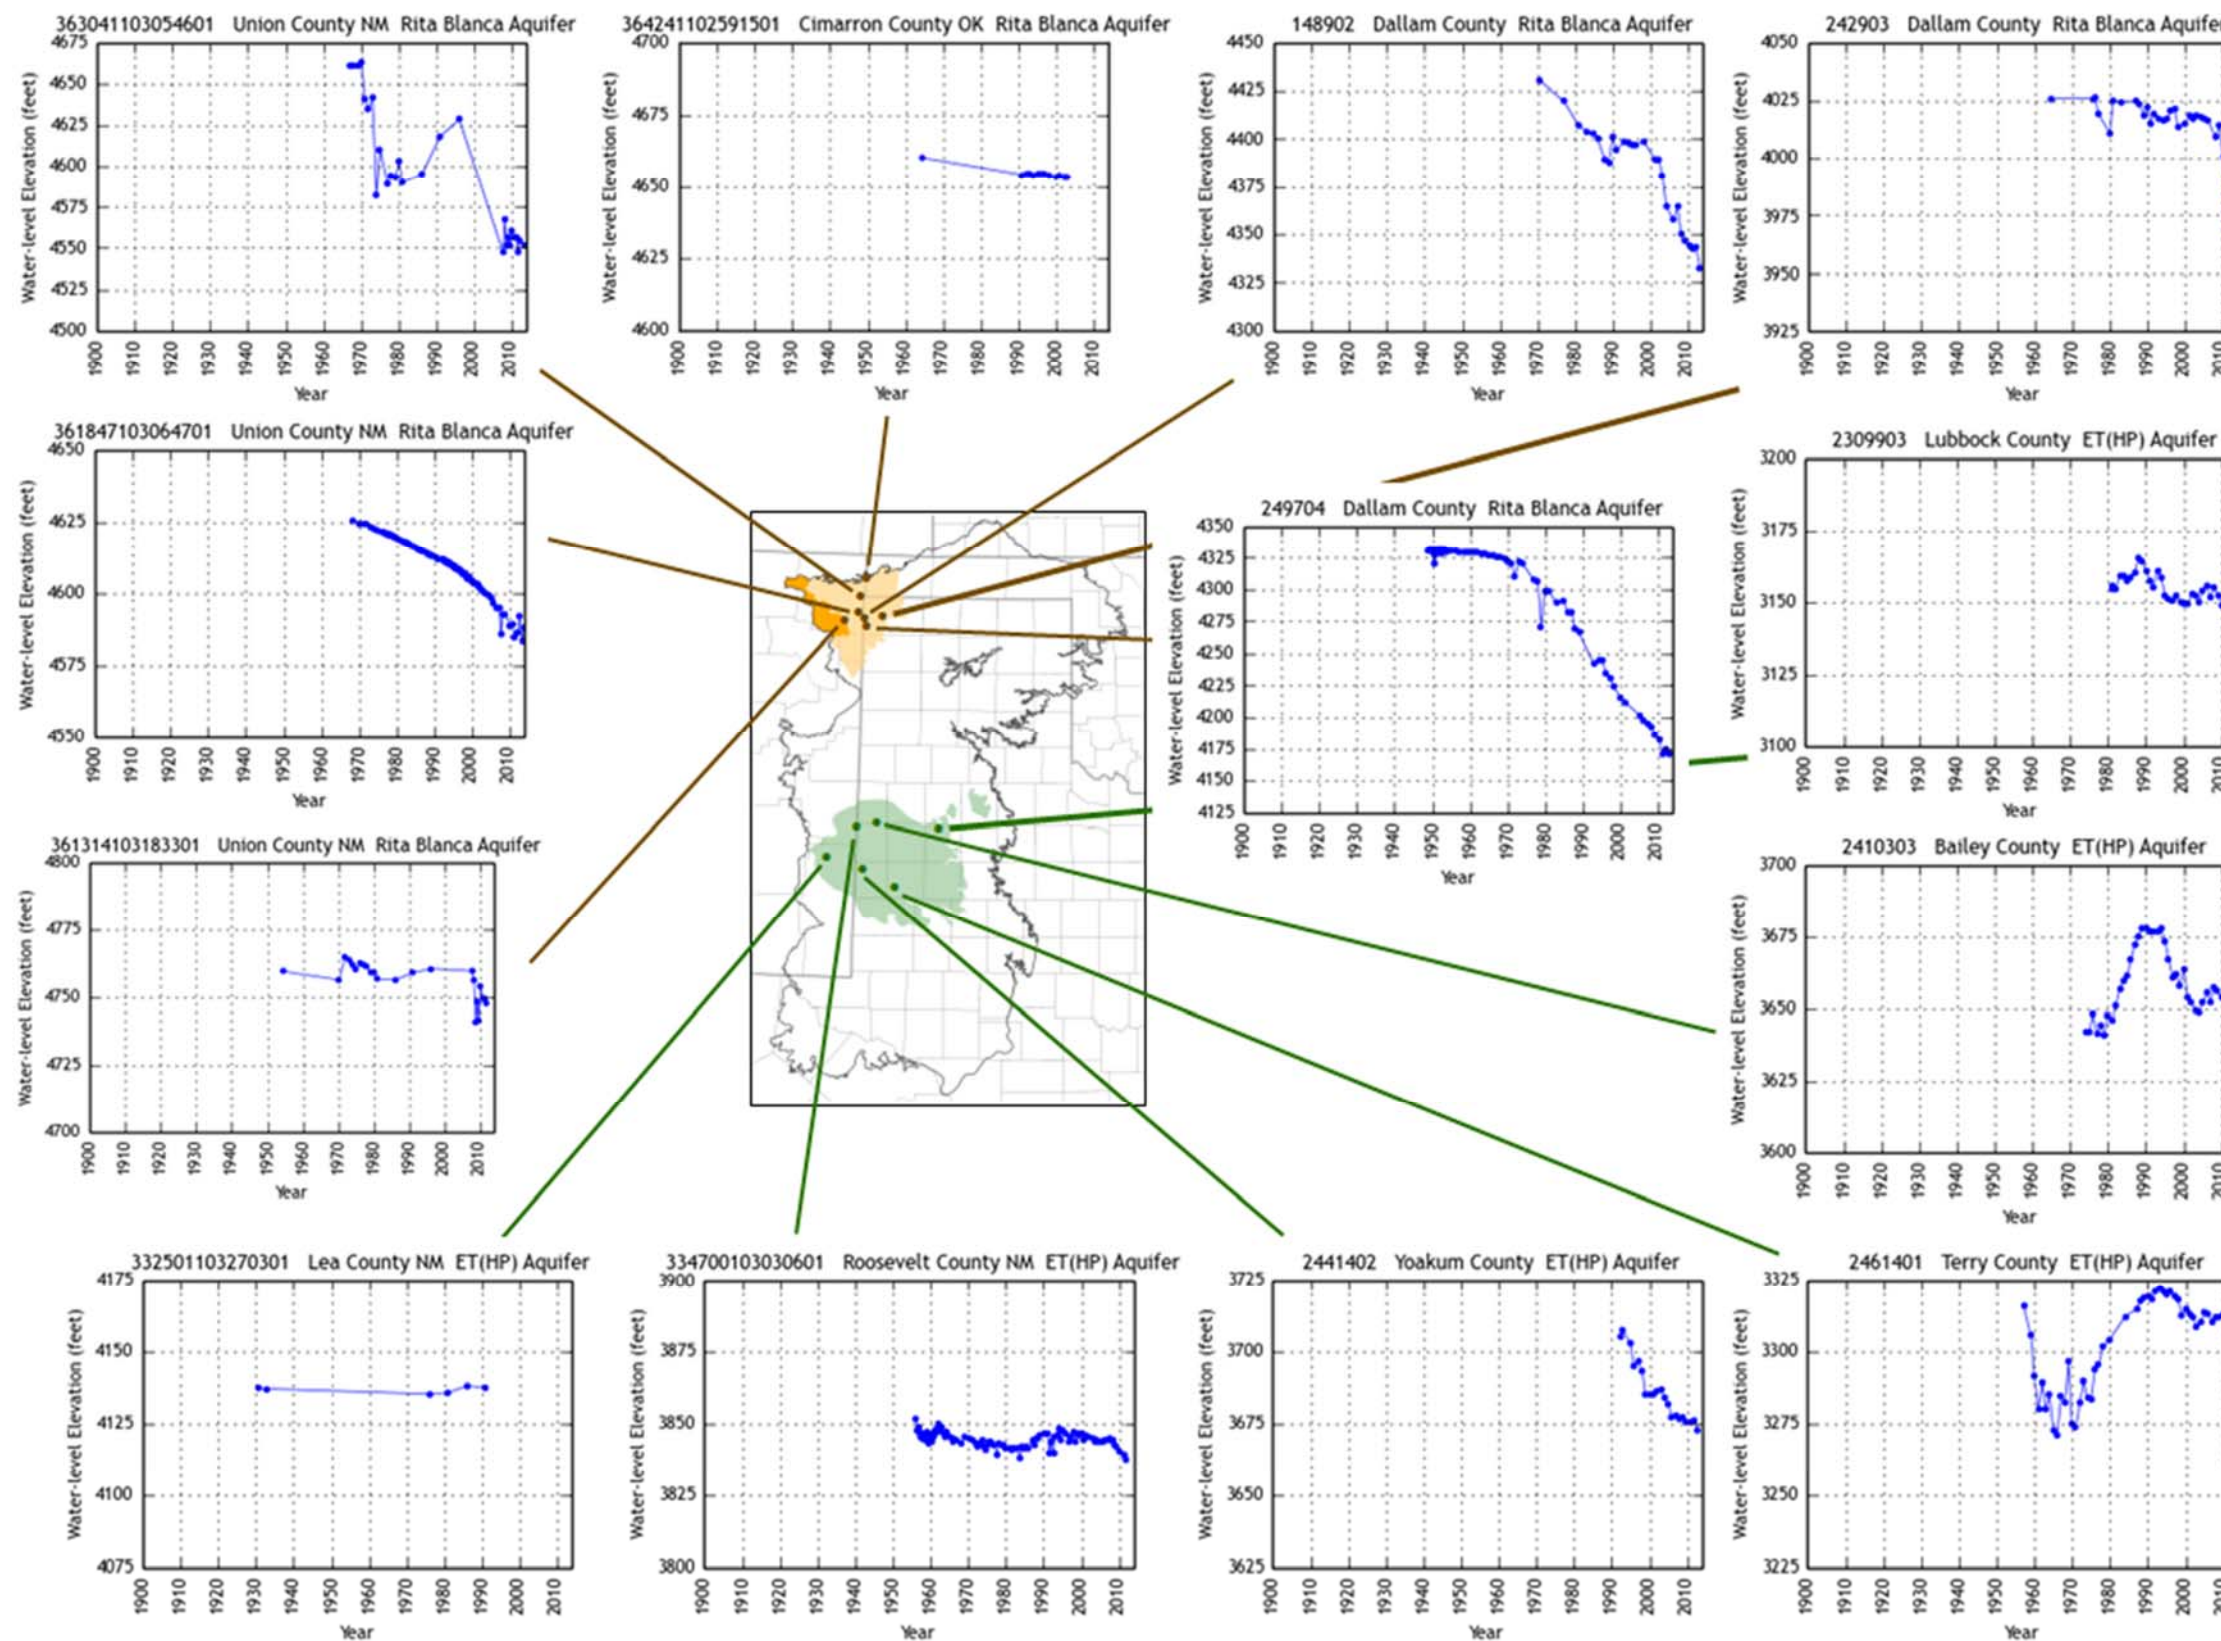 363041103054601 Union County NM Rita Blanca Aquifer
Water-level Elevation (feet)
4675
4650
4625
4600
4575
4550
4525
4500
1900 1910 1920 1930 1940 1950 1960 1970 1980 1990 2000 2010
Year
364241102591501 Cimarron County OK Rita Blanca Aquifer
Water-level Elevation (feet)
4700
4675
4650
4625
4600
1900 1910 1920 1930 1940 1950 1960 1970 1980 1990 2000 2010
Year
148902 Dallam County Rita Blanca Aquifer
Water-level Elevation (feet)
4450
4425
4400
4375
4350
4325
4300
1900 1910 1920 1930 1940 1950 1960 1970 1980 1990 2000 2010
Year
242903 Dallam County Rita Blanca Aquifer
Water-level Elevation (feet)
4050
4025
4000
3975
3950
3925
1900 1910 1920 1930 1940 1950 1960 1970 1980 1990 2000 2010
Year
361847103064701 Union County NM Rita Blanca Aquifer
Water-level Elevation (feet)
4650
4625
4600
4575
4550
1900 1910 1920 1930 1940 1950 1960 1970 1980 1990 2000 2010
Year
249704 Dallam County Rita Blanca Aquifer
Water-level Elevation (feet)
4350
4325
4300
4275
4250
4225
4200
4175
4150
4125
1900 1910 1920 1930 1940 1950 1960 1970 1980 1990 2000 2010
Year
2309903 Lubbock County ET(HP) Aquifer
Water-level Elevation (feet)
3200
3175
3150
3125
3100
1900 1910 1920 1930 1940 1950 1960 1970 1980 1990 2000 2010
Year
361314103183301 Union County NM Rita Blanca Aquifer
Water-level Elevation (feet)
4800
4775
4750
4725
4700
1900 1910 1920 1930 1940 1950 1960 1970 1980 1990 2000 2010
Year
2410303 Bailey County ET(HP) Aquifer
Water-level Elevation (feet)
3700
3675
3650
3625
3600
1900 1910 1920 1930 1940 1950 1960 1970 1980 1990 2000 2010
Year
332501103270301 Lea County NM ET(HP) Aquifer
Water-level Elevation (feet)
4175
4150
4125
4100
4075
1900 1910 1920 1930 1940 1950 1960 1970 1980 1990 2000 2010
Year
334700103030601 Roosevelt County NM ET(HP) Aquifer
Water-level Elevation (feet)
3900
3875
3850
3825
3800
1900 1910 1920 1930 1940 1950 1960 1970 1980 1990 2000 2010
Year
2441402 Yoakum County ET(HP) Aquifer
Water-level Elevation (feet)
3725
3700
3675
3650
3625
1900 1910 1920 1930 1940 1950 1960 1970 1980 1990 2000 2010
Year
2461401 Terry County ET(HP) Aquifer
Water-level Elevation (feet)
3325
3300
3275
3250
3225
1900 1910 1920 1930 1940 1950 1960 1970 1980 1990 2000 2010
Year